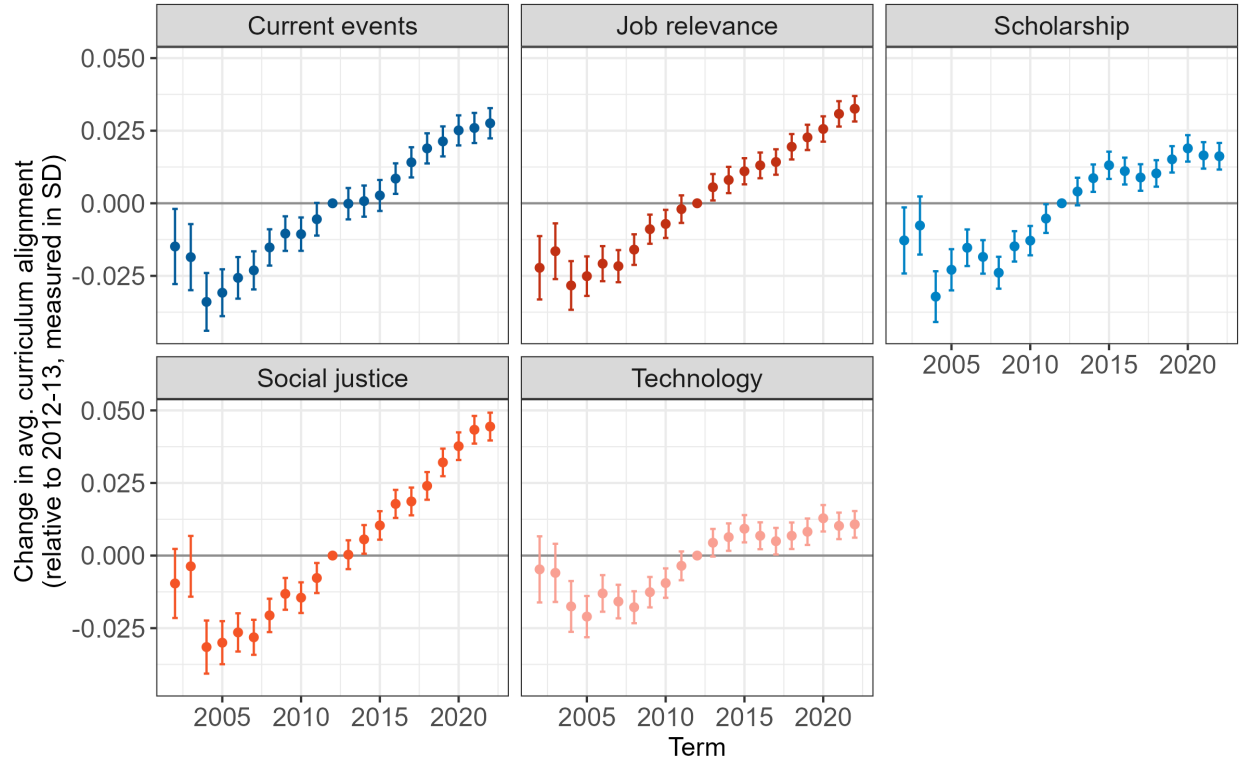 Current events
Job relevance
Scholarship
Change in avg. curriculum alignment
(relative to 2012-13, measured in SD)
0.050
0.025
0.000
-0.025
2005 2010 2015 2020
Social justice
Technology
0.050
0.025
0.000
-0.025
2005 2010 2015 2020
2005 2010 2015 2020
Term